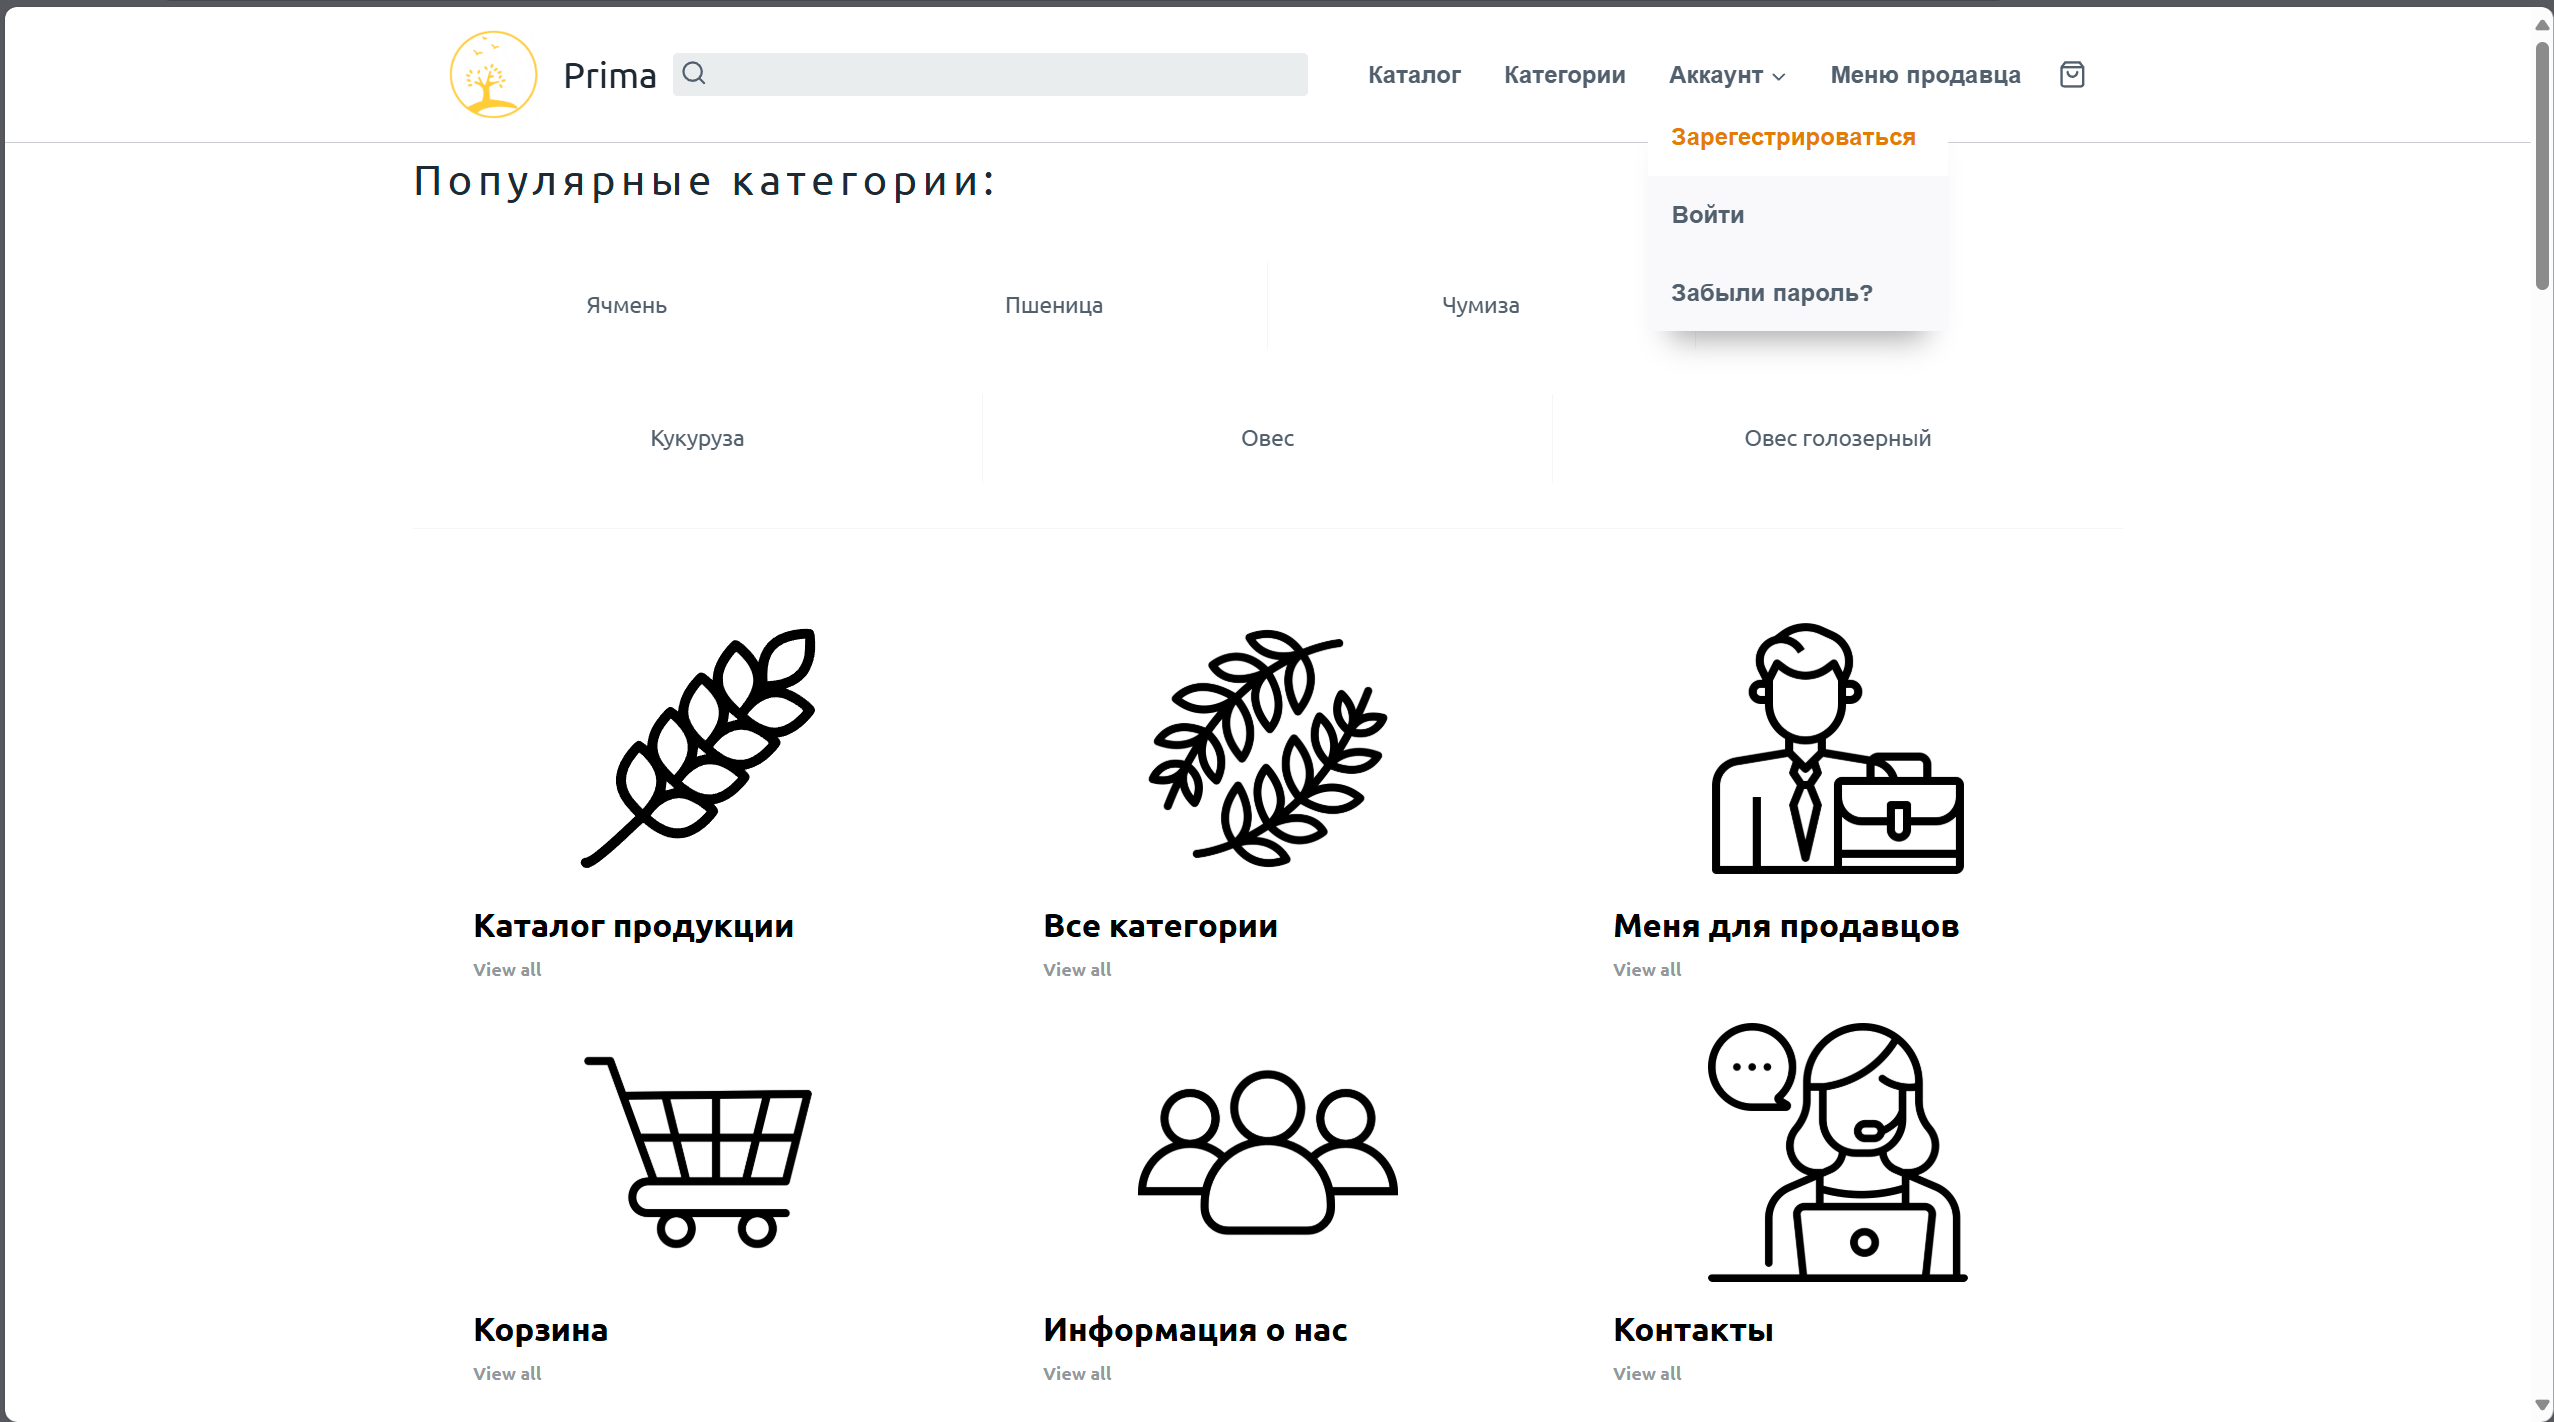 Prima
Каталог
Категории
Аккаунт
Меню продавца
Зарегестрироваться
Войти
Забыли пароль?
Популярные категории:
Ячмень
Пшеница
Чумиза
Кукуруза
Овес
Овес голозерный
Каталог продукции
View all
Все категории
View all
Меня для продавцов
View all
Корзина
View all
Информация о нас
View all
Контакты
View all